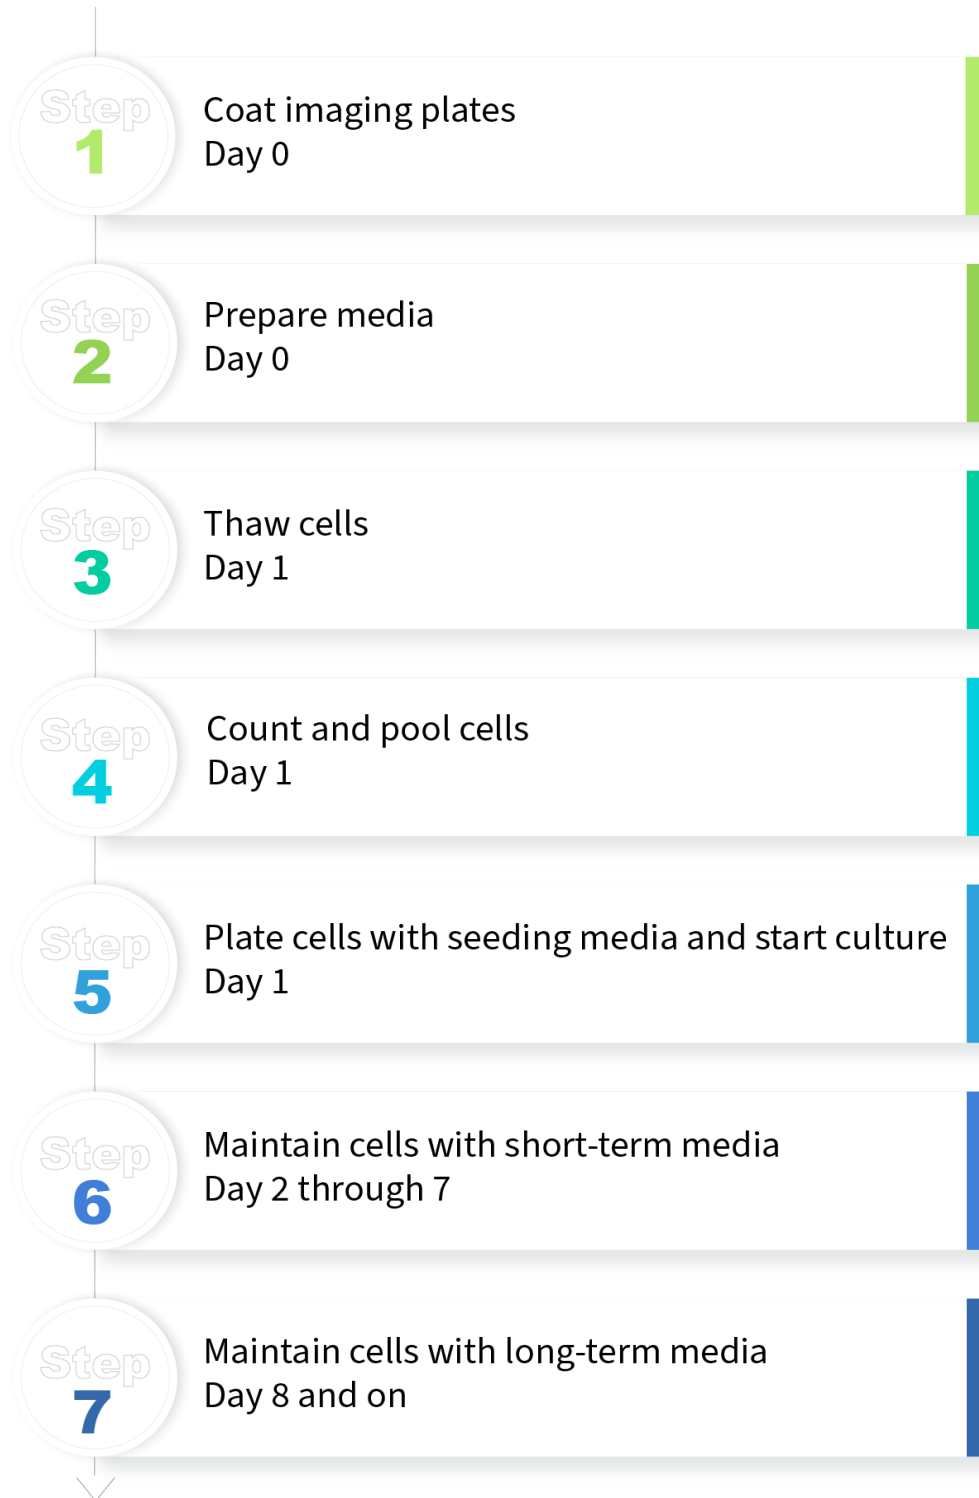 Step
1
Coat imaging plates
Day 0
Step
2
Prepare media
Day 0
Step
3
Thaw cells
Day 1
Step
4
Count and pool cells
Day 1
Step
5
Plate cells with seeding media and start culture
Day 1
Step
6
Maintain cells with short-term media
Day 2 through 7
Step
7
Maintain cells with long-term media
Day 8 and on